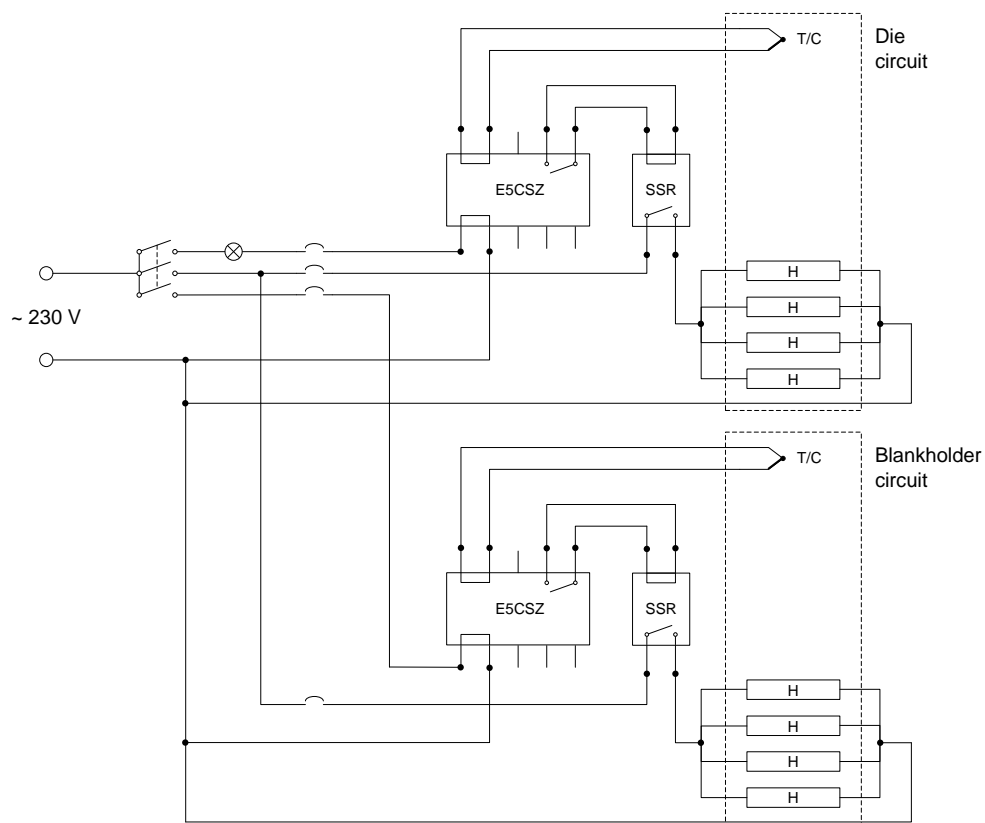 T/C
Die
circuit
E5CSZ
SSR
H
H
H
H
~ 230 V
T/C
Blankholder
circuit
E5CSZ
SSR
H
H
H
H